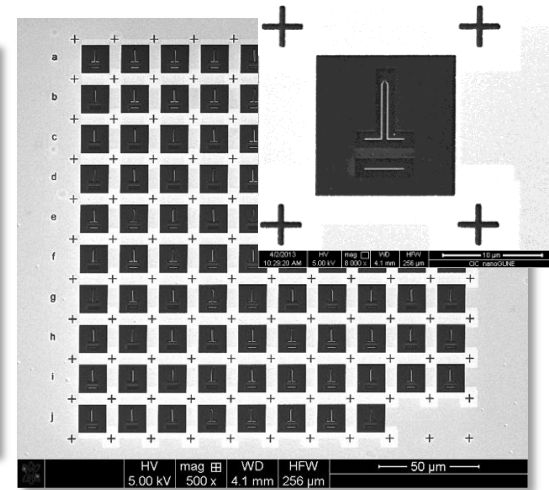 a
b
c
d
e
f
g
h
i
j
4/2/2013 HV mag WD HFW 10 µm
10:29:20 AM 5.00 kV 8 000 x 4.1 mm 256 µm CIC nanoGUNE
HV mag WD HFW 50 µm
5.00 kV 500 x 4.1 mm 256 µm